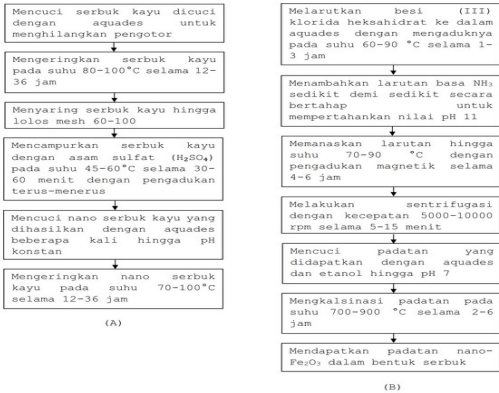 Mencuci serbuk kayu dicuci
dengan aquades untuk
menghilangkan pengotor
Mengeringkan serbuk kayu
pada suhu 80-100°C selama 12-
36 jam
Menyaring serbuk kayu hingga
lolos mesh 60-100
Mencampurkan serbuk kayu
dengan asam sulfat (H₂SO₄)
pada suhu 45-60°C selama 30-
60 menit dengan pengadukan
terus-menerus
Mencuci nano serbuk kayu yang
dihasilkan dengan aquades
beberapa kali hingga pH
konstan
Mengeringkan nano serbuk
kayu pada suhu 70-100°C
selama 12-36 jam
(A)
Melarutkan besi (III)
klorida heksahidrat ke dalam
aquades dengan mengaduknya
pada suhu 60-90 °C selama 1-
3 jam
Menambahkan larutan basa NH₃
sedikit demi sedikit secara
bertahap untuk
mempertahankan nilai pH 11
Memanaskan larutan hingga
suhu 70-90 °C dengan
pengadukan magnetik selama
4-6 jam
Melakukan sentrifugasi
dengan kecepatan 5000-10000
rpm selama 5-15 menit
Mencuci padatan yang
didapatkan dengan aquades
dan etanol hingga pH 7
Mengkalsinasi padatan pada
suhu 700-900 °C selama 2-6
jam
Mendapatkan padatan nano-
Fe₂O₃ dalam bentuk serbuk
(B)